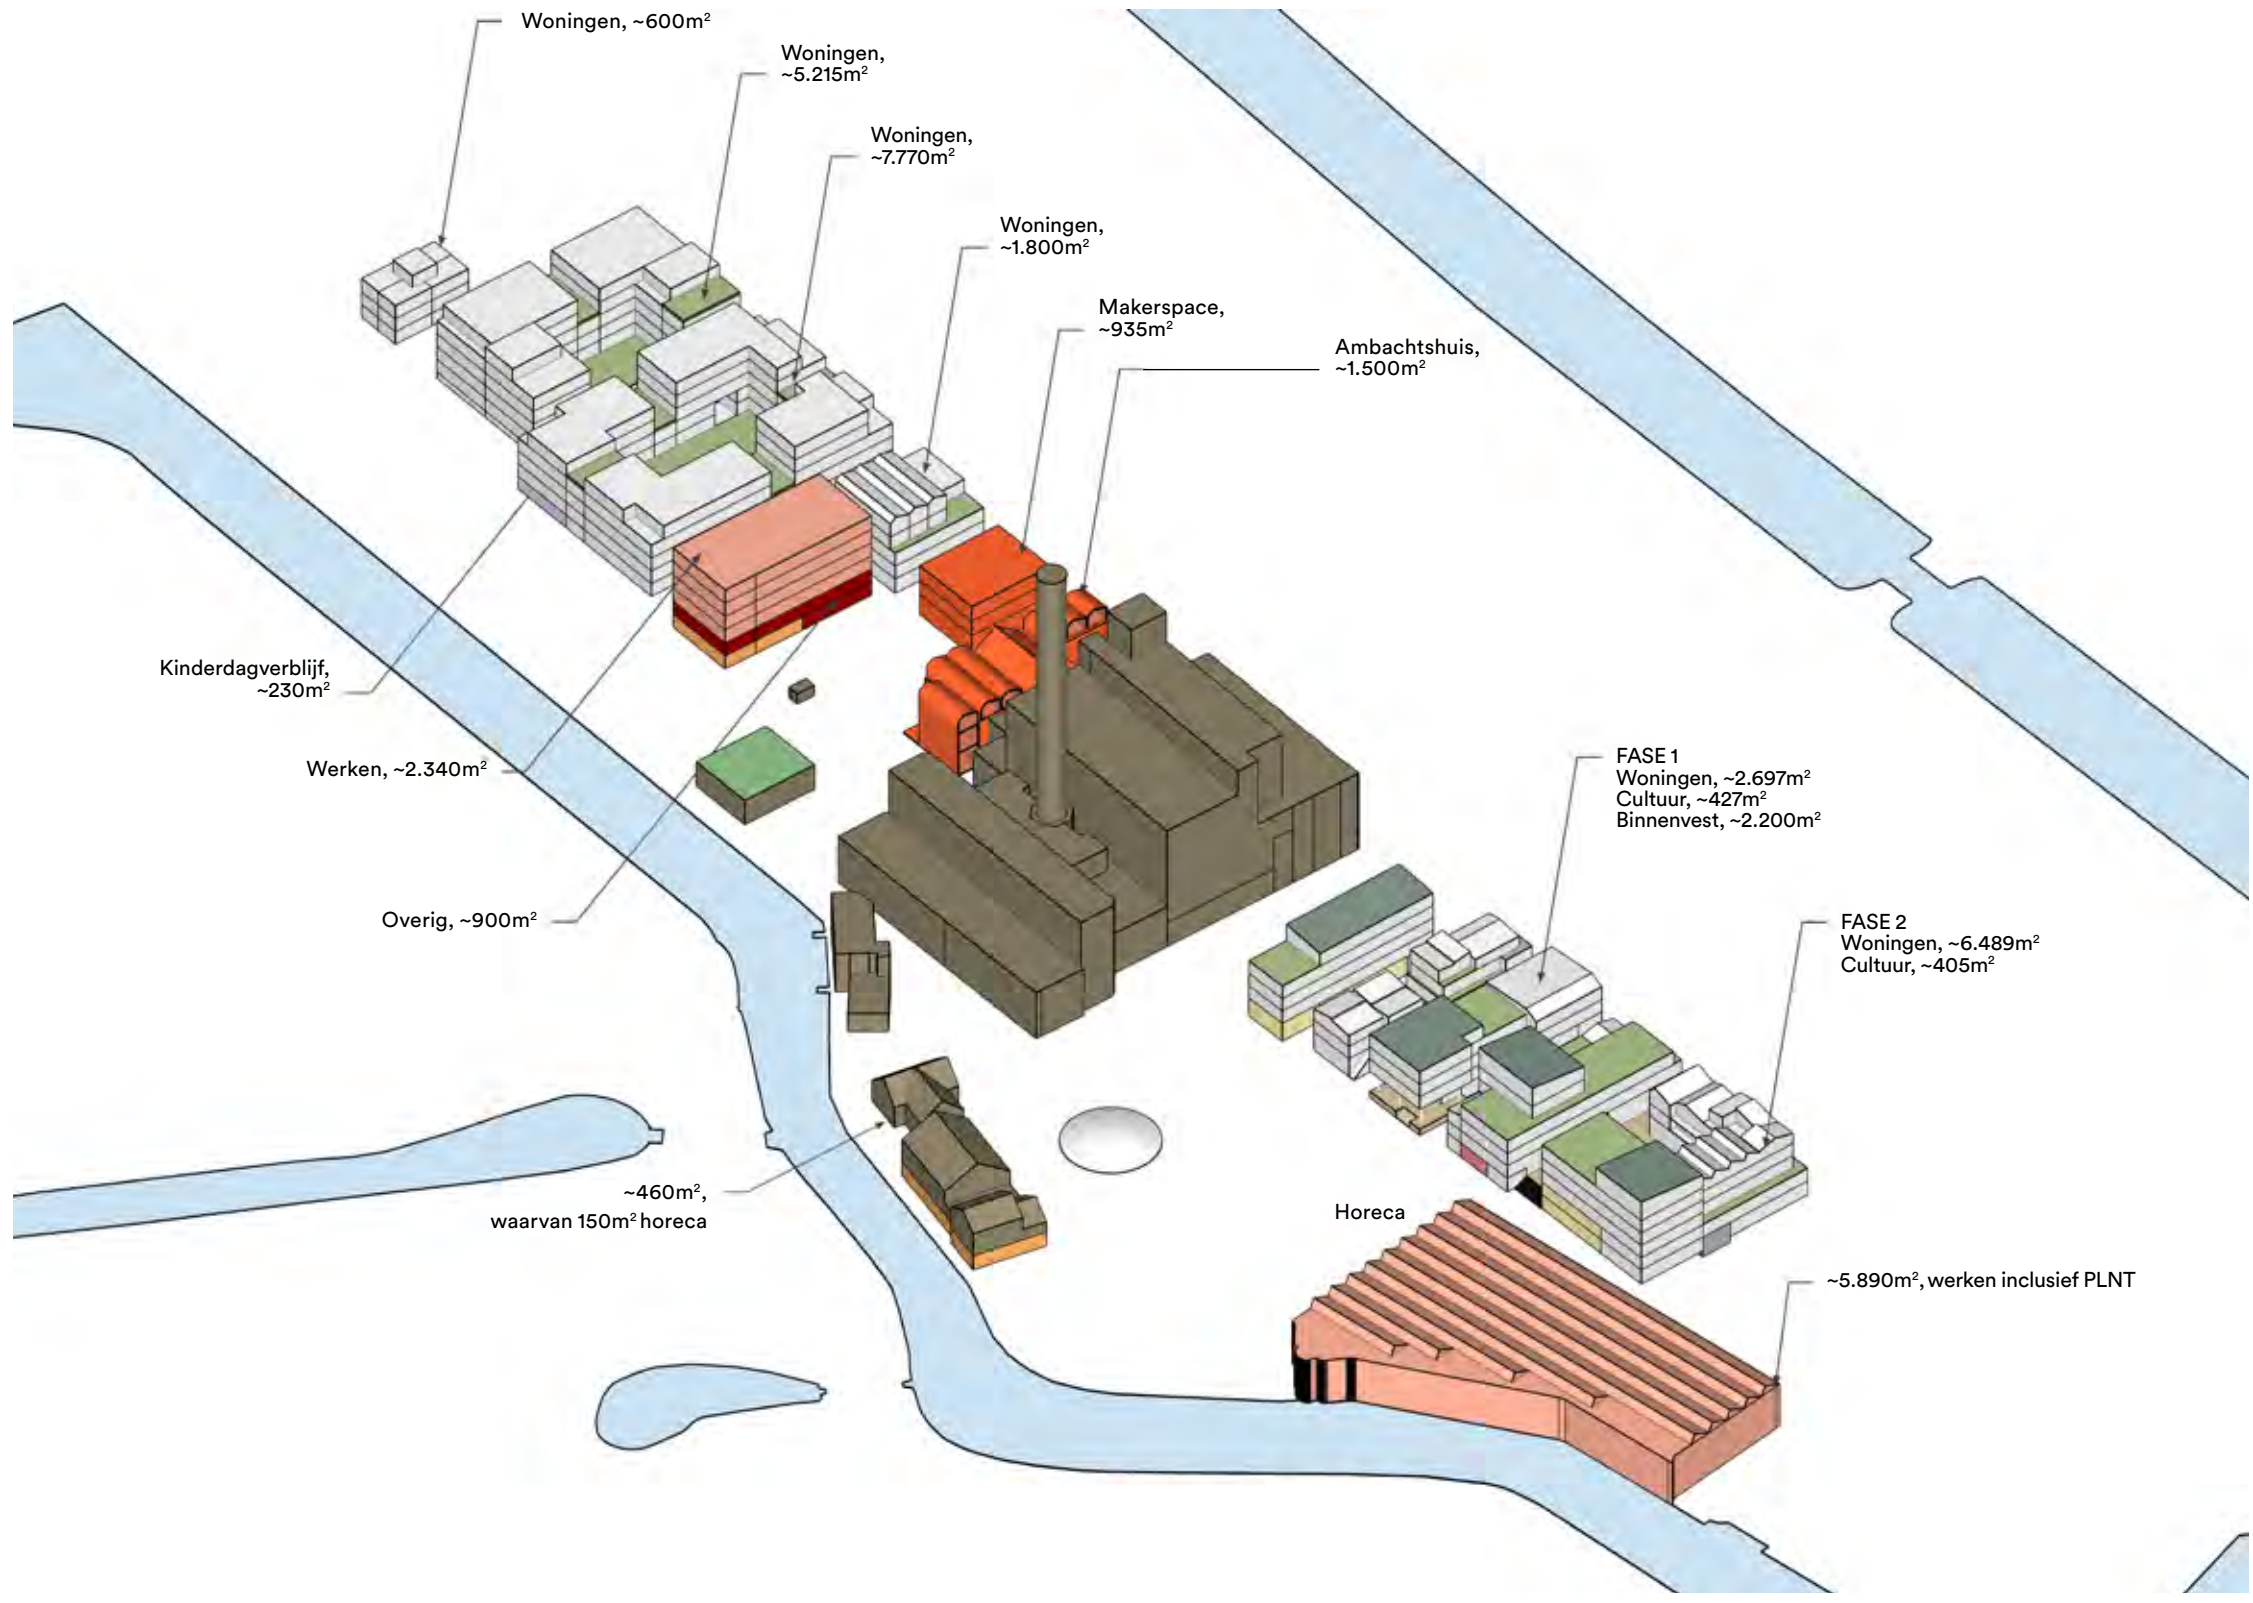 Woningen, ~600m²
Woningen,
~5.215m²
Woningen,
~7.770m²
Woningen,
~1.800m²
Makerspace,
~935m²
Ambachtshuis,
~1.500m²
Kinderdagverblijf,
~230m²
Werken, ~2.340m²
Overig, ~900m²
FASE 1
Woningen, ~2.697m²
Cultuur, ~427m²
Binnenvest, ~2.200m²
FASE 2
Woningen, ~6.489m²
Cultuur, ~405m²
~460m²,
waarvan 150m² horeca
Horeca
~5.890m², werken inclusief PLNT